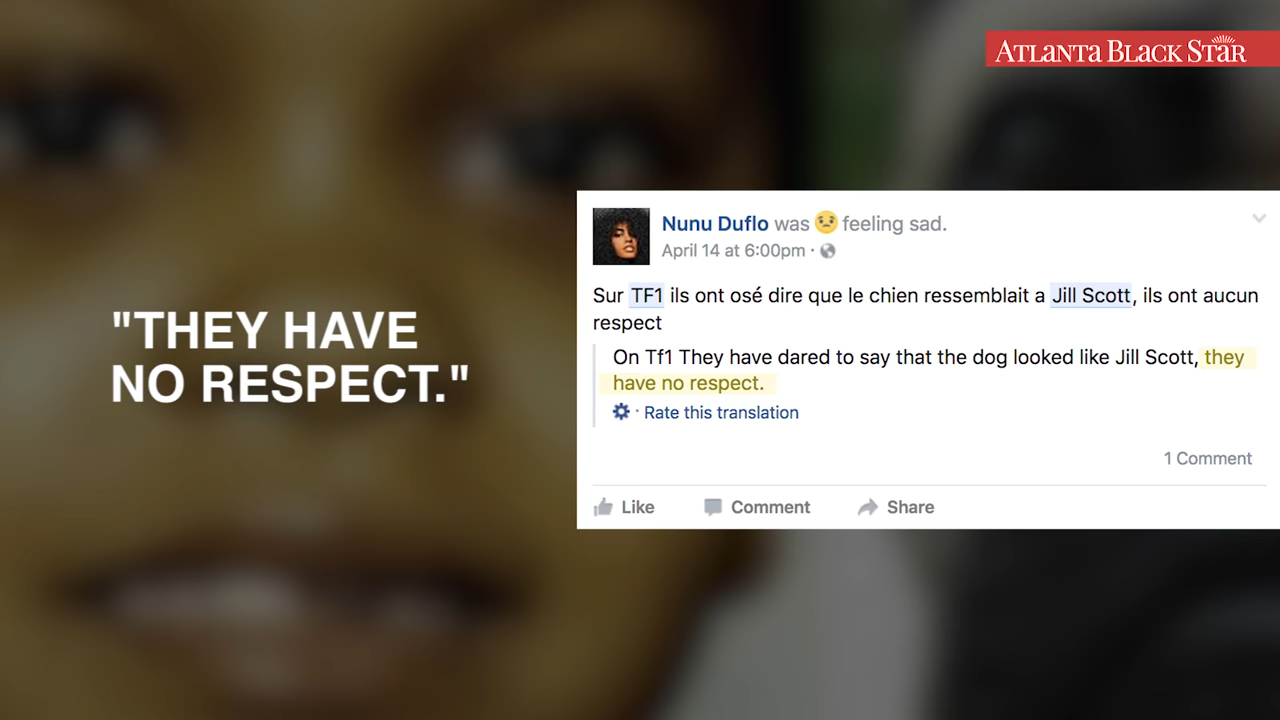 ATLANTA BLACK STAR
"THEY HAVE
NO RESPECT."
Nunu Duflo was feeling sad.
April 14 at 6:00pm ·
Sur TF1 ils ont osé dire que le chien ressemblait a Jill Scott, ils ont aucun
respect
On Tf1 They have dared to say that the dog looked like Jill Scott, they
have no respect.
· Rate this translation
1 Comment
Like Comment Share